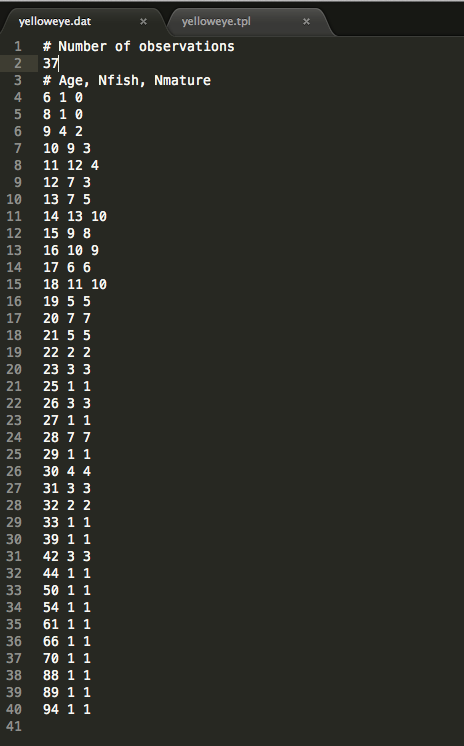 yelloweye.dat × yelloweye.tpl ×
1 # Number of observations
2 37
3 # Age, Nfish, Nmature
4 6 1 0
5 8 1 0
6 9 4 2
7 10 9 3
8 11 12 4
9 12 7 3
10 13 7 5
11 14 13 10
12 15 9 8
13 16 10 9
14 17 6 6
15 18 11 10
16 19 5 5
17 20 7 7
18 21 5 5
19 22 2 2
20 23 3 3
21 25 1 1
22 26 3 3
23 27 1 1
24 28 7 7
25 29 1 1
26 30 4 4
27 31 3 3
28 32 2 2
29 33 1 1
30 39 1 1
31 42 3 3
32 44 1 1
33 50 1 1
34 54 1 1
35 61 1 1
36 66 1 1
37 70 1 1
38 88 1 1
39 89 1 1
40 94 1 1
41